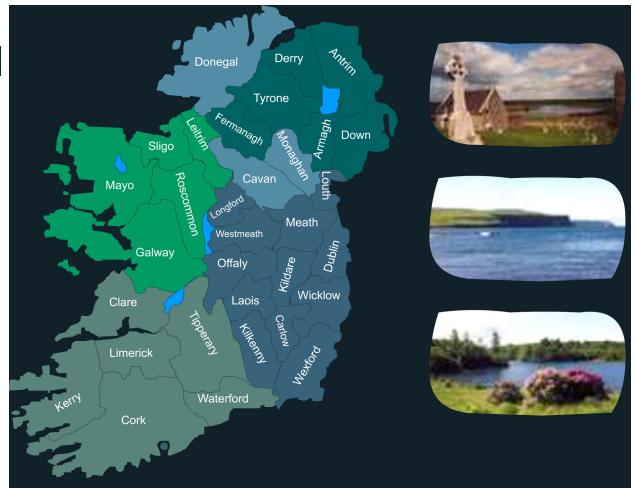 Donegal
Derry
Antrim
Tyrone
Fermanagh
Armagh
Down
Monaghan
Cavan
Louth
Leitrim
Sligo
Mayo
Roscommon
Galway
Longford
Westmeath
Meath
Offaly
Kildare
Dublin
Laois
Wicklow
Carlow
Kilkenny
Wexford
Clare
Tipperary
Limerick
Kerry
Cork
Waterford